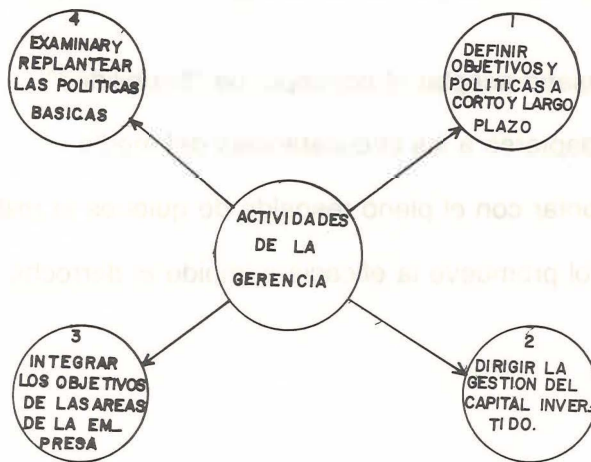 4
EXAMINAR Y
REPLANTEAR
LAS POLITICAS
BASICAS
1
DEFINIR
OBJETIVOS Y
POLITICAS A
CORTO Y LARGO
PLAZO
ACTIVIDADES
DE LA
GERENCIA
3
INTEGRAR
LOS OBJETIVOS
DE LAS AREAS
DE LA EM_
PRESA
2
DIRIGIR LA
GESTION DEL
CAPITAL INVER_
TIDO.